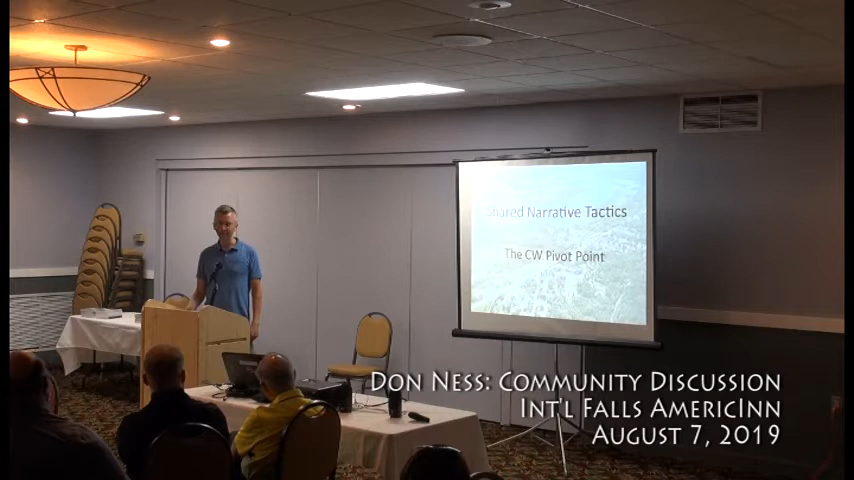 Shared Narrative Tactics
The CW Pivot Point
Don Ness: Community Discussion
Int'l Falls AmericInn
August 7, 2019